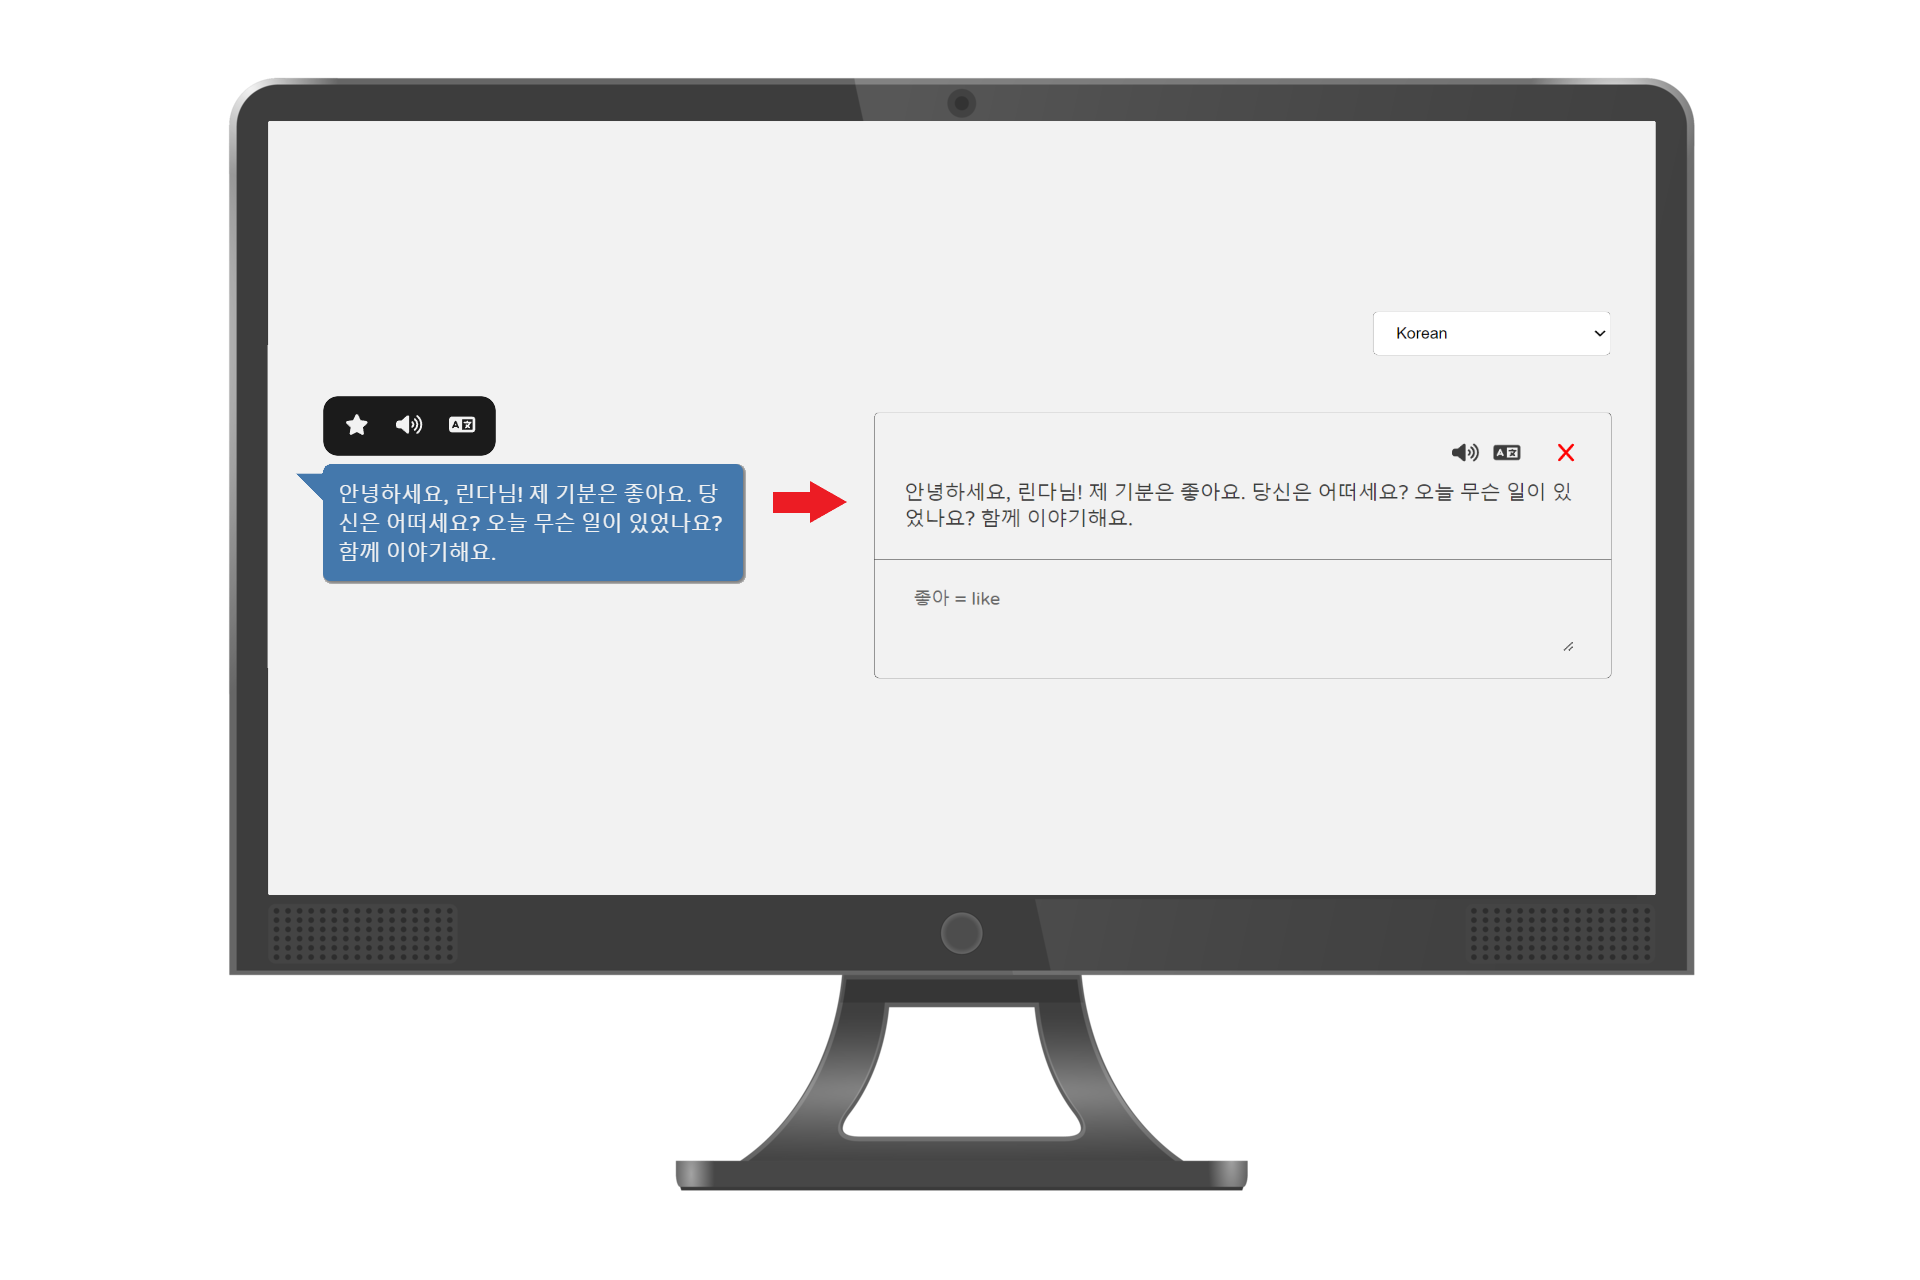 Korean
안녕하세요, 린다님! 제 기분은 좋아요. 당
신은 어떠세요? 오늘 무슨 일이 있었나요?
함께 이야기해요.
안녕하세요, 린다님! 제 기분은 좋아요. 당신은 어떠세요? 오늘 무슨 일이 있
었나요? 함께 이야기해요.
좋아 = like